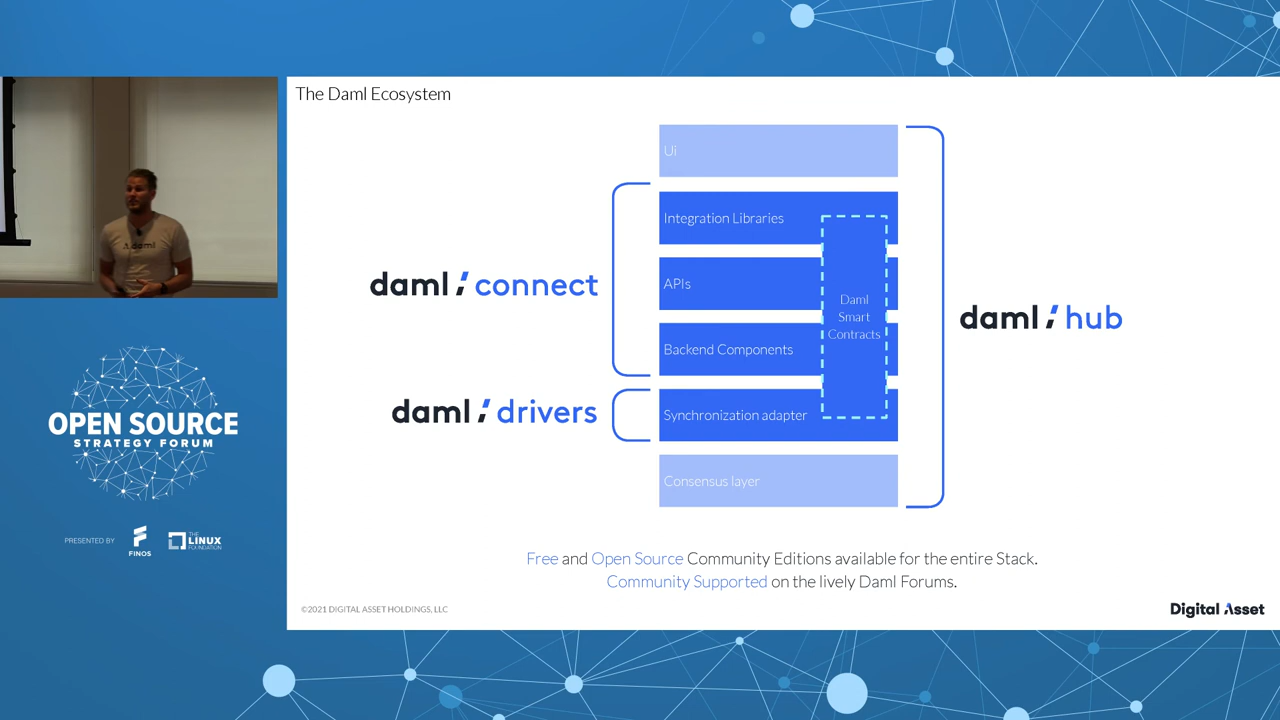 The Daml Ecosystem
Ui
Integration Libraries
APIs
Backend Components
Synchronization adapter
Consensus layer
Daml
Smart
Contracts
daml connect
daml drivers
daml hub
Free and Open Source Community Editions available for the entire Stack.
Community Supported on the lively Daml Forums.
©2021 DIGITAL ASSET HOLDINGS, LLC
Digital Asset
daml
OPEN SOURCE
STRATEGY FORUM
PRESENTED BY
FINOS
THE
LINUX
FOUNDATION